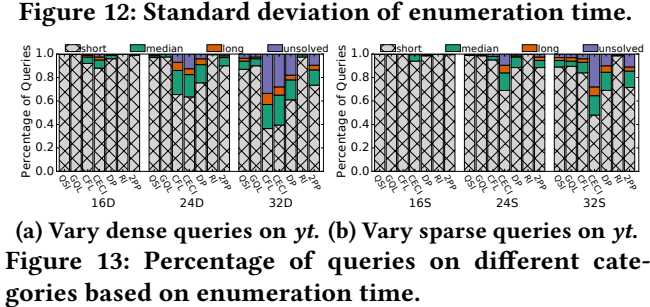 Figure 12: Standard deviation of enumeration time.
short median long unsolved short median long unsolved
Percentage of Queries
1.0
0.8
0.6
0.4
0.2
0.0
QSI GQL CFL CECI DP RI 2PP QSI GQL CFL CECI DP RI 2PP QSI GQL CFL CECI DP RI 2PP
16D 24D 32D
Percentage of Queries
1.0
0.8
0.6
0.4
0.2
0.0
QSI GQL CFL CECI DP RI 2PP QSI GQL CFL CECI DP RI 2PP QSI GQL CFL CECI DP RI 2PP
16S 24S 32S
(a) Vary dense queries on yt. (b) Vary sparse queries on yt.
Figure 13: Percentage of queries on different cate-
gories based on enumeration time.